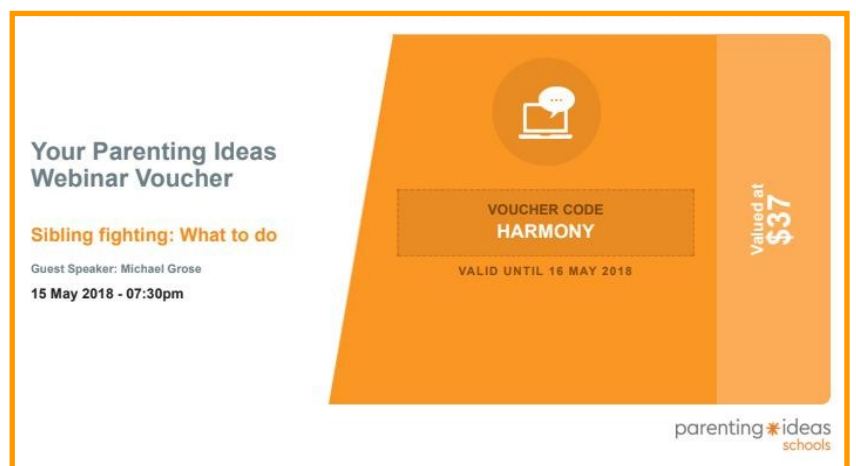 Your Parenting Ideas
Webinar Voucher
Sibling fighting: What to do
Guest Speaker: Michael Grose
15 May 2018 - 07:30pm
VOUCHER CODE
HARMONY
VALID UNTIL 16 MAY 2018
Valued at
$37
parenting*ideas
schools